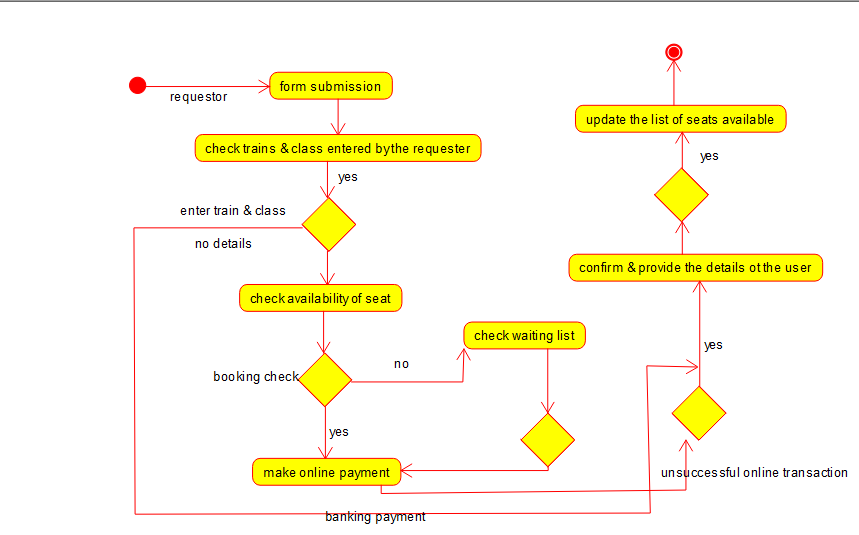 form submission
requestor
check trains & class entered by the requester
yes
enter train & class
no details
check availability of seat
check waiting list
no
booking check
yes
make online payment
banking payment
update the list of seats available
yes
confirm & provide the details ot the user
yes
unsuccessful online transaction